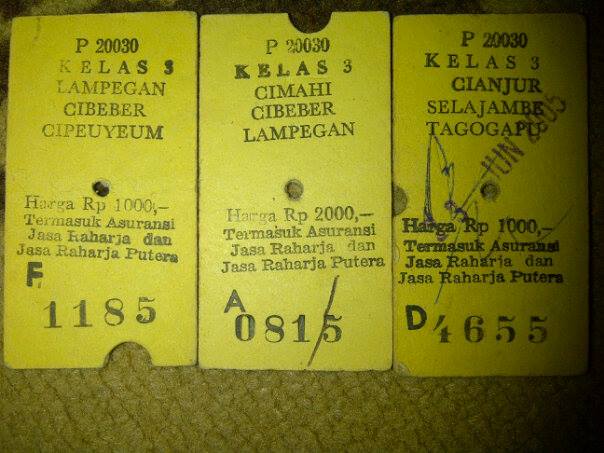 P 20030
KELAS 3
LAMPEGAN
CIBEBER
CIPEUYEUM
Harga Rp 1000,-
Termasuk Asuransi
Jasa Raharja dan
Jasa Raharja Putera
F
1185
P 20030
KELAS 3
CIMAHI
CIBEBER
LAMPEGAN
Harga Rp 2000,-
Termasuk Asuransi
Jasa Raharja dan
Jasa Raharja Putera
A
0815
P 20030
KELAS 3
CIANJUR
SELAJAMBE
TAGOGAPU
JUN 2005
Harga Rp 1000,-
Termasuk Asuransi
Jasa Raharja dan
Jasa Raharja Putera
D
4655